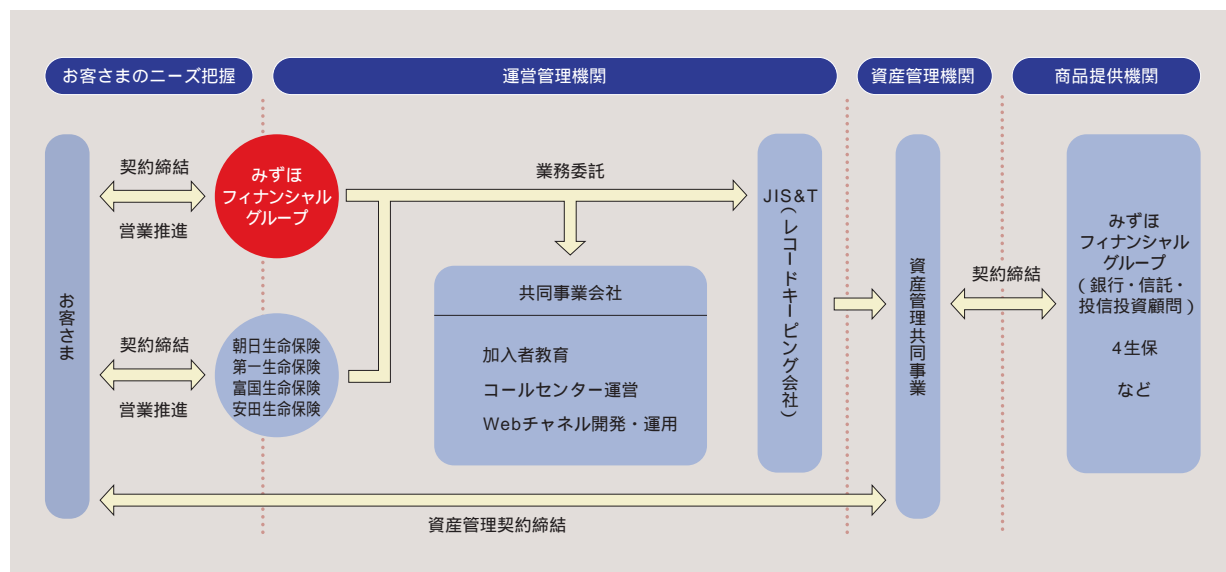 お客さまのニーズ把握
運営管理機関
資産管理機関
商品提供機関
お客さま
契約締結
営業推進
みずほ
フィナンシャル
グループ
契約締結
営業推進
朝日生命保険
第一生命保険
富国生命保険
安田生命保険
業務委託
共同事業会社
加入者教育
コールセンター運営
Webチャネル開発・運用
JIS&T(レコードキーピング会社)
資産管理共同事業
契約締結
みずほ
フィナンシャル
グループ
(銀行・信託・
投信投資顧問)
4生保
など
資産管理契約締結